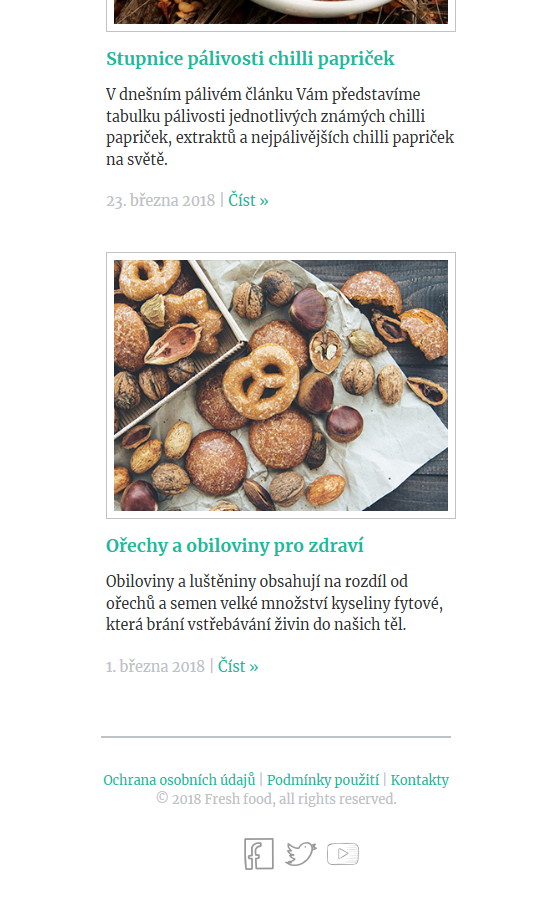 Stupnice pálivosti chilli papriček
V dnešním pálivém článku Vám představíme
tabulku pálivosti jednotlivých známých chilli
papriček, extraktů a nejpálivějších chilli papriček
na světě.
23. března 2018 | Číst »
Ořechy a obiloviny pro zdraví
Obiloviny a luštěniny obsahují na rozdíl od
ořechů a semen velké množství kyseliny fytové,
která brání vstřebávání živin do našich těl.
1. března 2018 | Číst »
Ochrana osobních údajů | Podmínky použití | Kontakty
© 2018 Fresh food, all rights reserved.